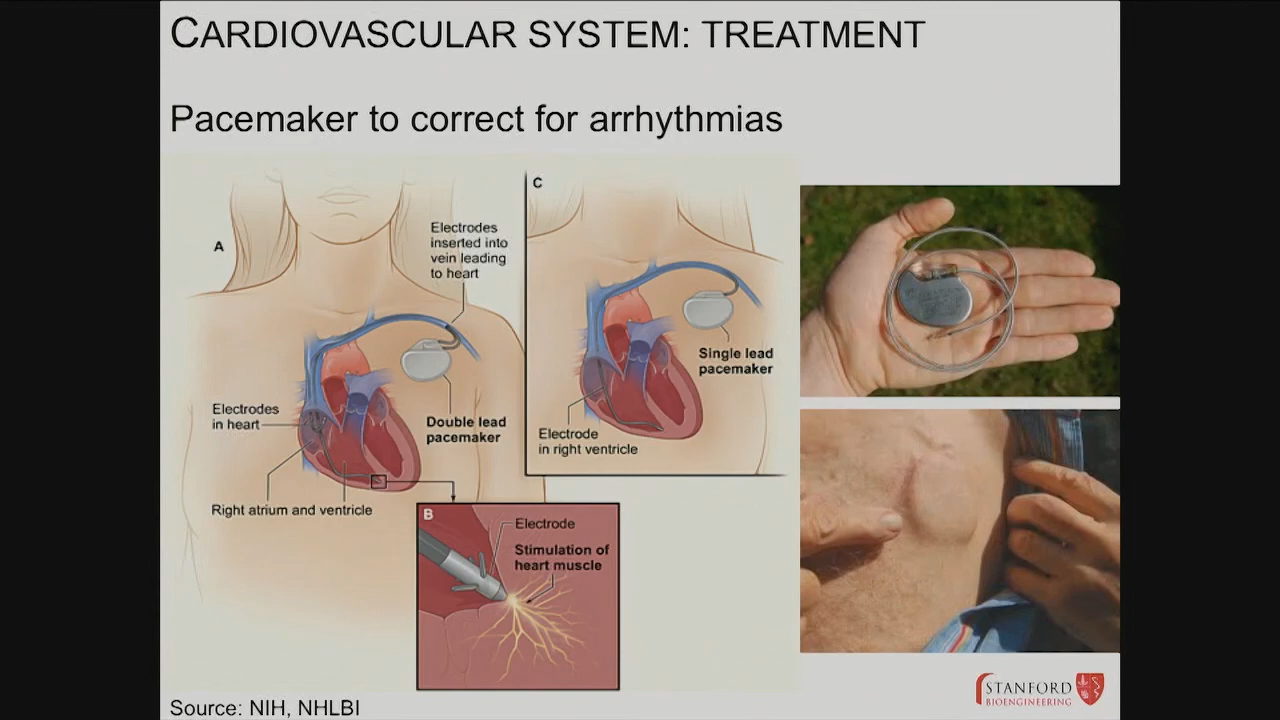 CARDIOVASCULAR SYSTEM: TREATMENT
Pacemaker to correct for arrhythmias
A
Electrodes
inserted into
vein leading
to heart
Double lead
pacemaker
Electrodes
in heart
Right atrium and ventricle
B
Electrode
Stimulation of
heart muscle
C
Single lead
pacemaker
Electrode
in right ventricle
STANFORD
BIOENGINEERING
Source: NIH, NHLBI